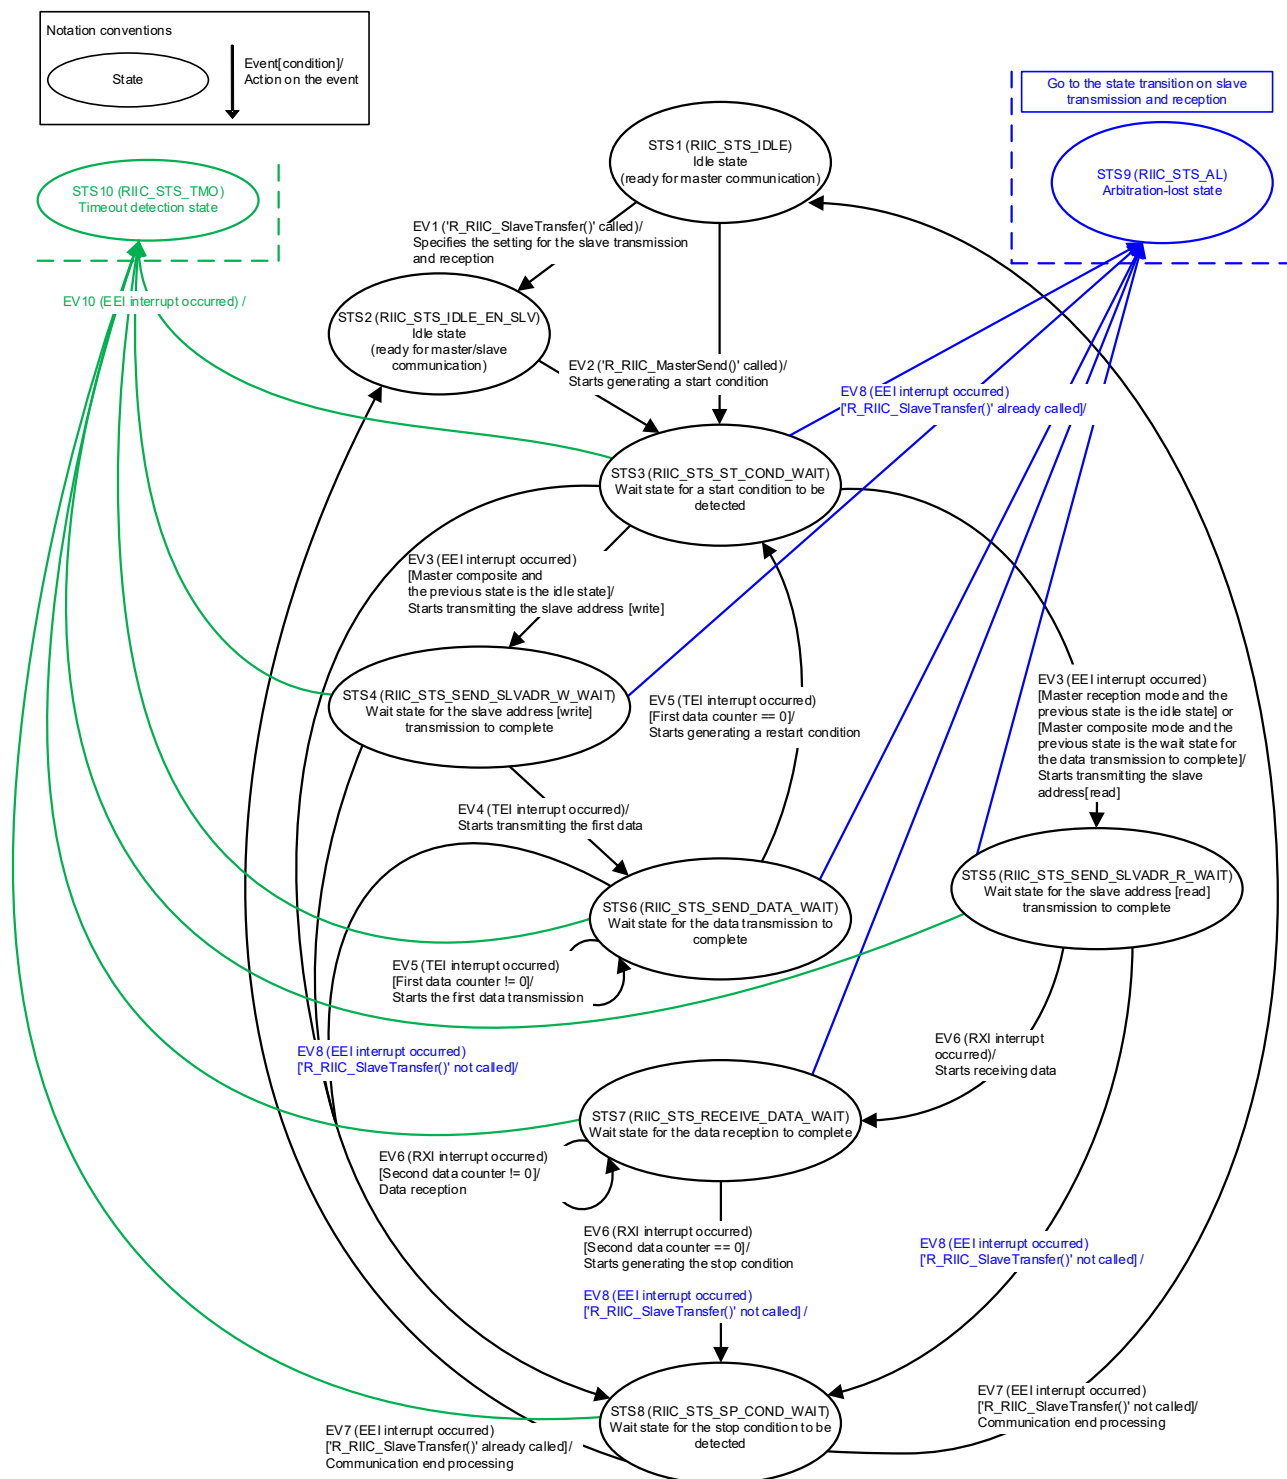 Notation conventions
State
Event[condition]/
Action on the event
Go to the state transition on slave
transmission and reception
STS1 (RIIC_STS_IDLE)
Idle state
(ready for master communication)
STS9 (RIIC_STS_AL)
Arbitration-lost state
STS10 (RIIC_STS_TMO)
Timeout detection state
EV1 ('R_RIIC_SlaveTransfer()' called)/
Specifies the setting for the slave transmission
and reception
EV10 (EEI interrupt occurred) /
STS2 (RIIC_STS_IDLE_EN_SLV)
Idle state
(ready for master/slave
communication)
EV2 ('R_RIIC_MasterSend()' called)/
Starts generating a start condition
EV8 (EEI interrupt occurred)
['R_RIIC_SlaveTransfer()' already called]/
STS3 (RIIC_STS_ST_COND_WAIT)
Wait state for a start condition to be
detected
EV3 (EEI interrupt occurred)
[Master composite and
the previous state is the idle state]/
Starts transmitting the slave address [write]
STS4 (RIIC_STS_SEND_SLVADR_W_WAIT)
Wait state for the slave address [write]
transmission to complete
EV5 (TEI interrupt occurred)
[First data counter == 0]/
Starts generating a restart condition
EV3 (EEI interrupt occurred)
[Master reception mode and the
previous state is the idle state] or
[Master composite mode and the
previous state is the wait state for
the data transmission to complete]/
Starts transmitting the slave
address[read]
EV4 (TEI interrupt occurred)/
Starts transmitting the first data
STS5 (RIIC_STS_SEND_SLVADR_R_WAIT)
Wait state for the slave address [read]
transmission to complete
STS6 (RIIC_STS_SEND_DATA_WAIT)
Wait state for the data transmission to
complete
EV5 (TEI interrupt occurred)
[First data counter != 0]/
Starts the first data transmission
EV8 (EEI interrupt occurred)
['R_RIIC_SlaveTransfer()' not called]/
EV6 (RXI interrupt
occurred)/
Starts receiving data
STS7 (RIIC_STS_RECEIVE_DATA_WAIT)
Wait state for the data reception to complete
EV6 (RXI interrupt occurred)
[Second data counter != 0]/
Data reception
EV6 (RXI interrupt occurred)
[Second data counter == 0]/
Starts generating the stop condition
EV8 (EEI interrupt occurred)
['R_RIIC_SlaveTransfer()' not called] /
EV8 (EEI interrupt occurred)
['R_RIIC_SlaveTransfer()' not called] /
STS8 (RIIC_STS_SP_COND_WAIT)
Wait state for the stop condition to be
detected
EV7 (EEI interrupt occurred)
['R_RIIC_SlaveTransfer()' already called]/
Communication end processing
EV7 (EEI interrupt occurred)
['R_RIIC_SlaveTransfer()' not called]/
Communication end processing